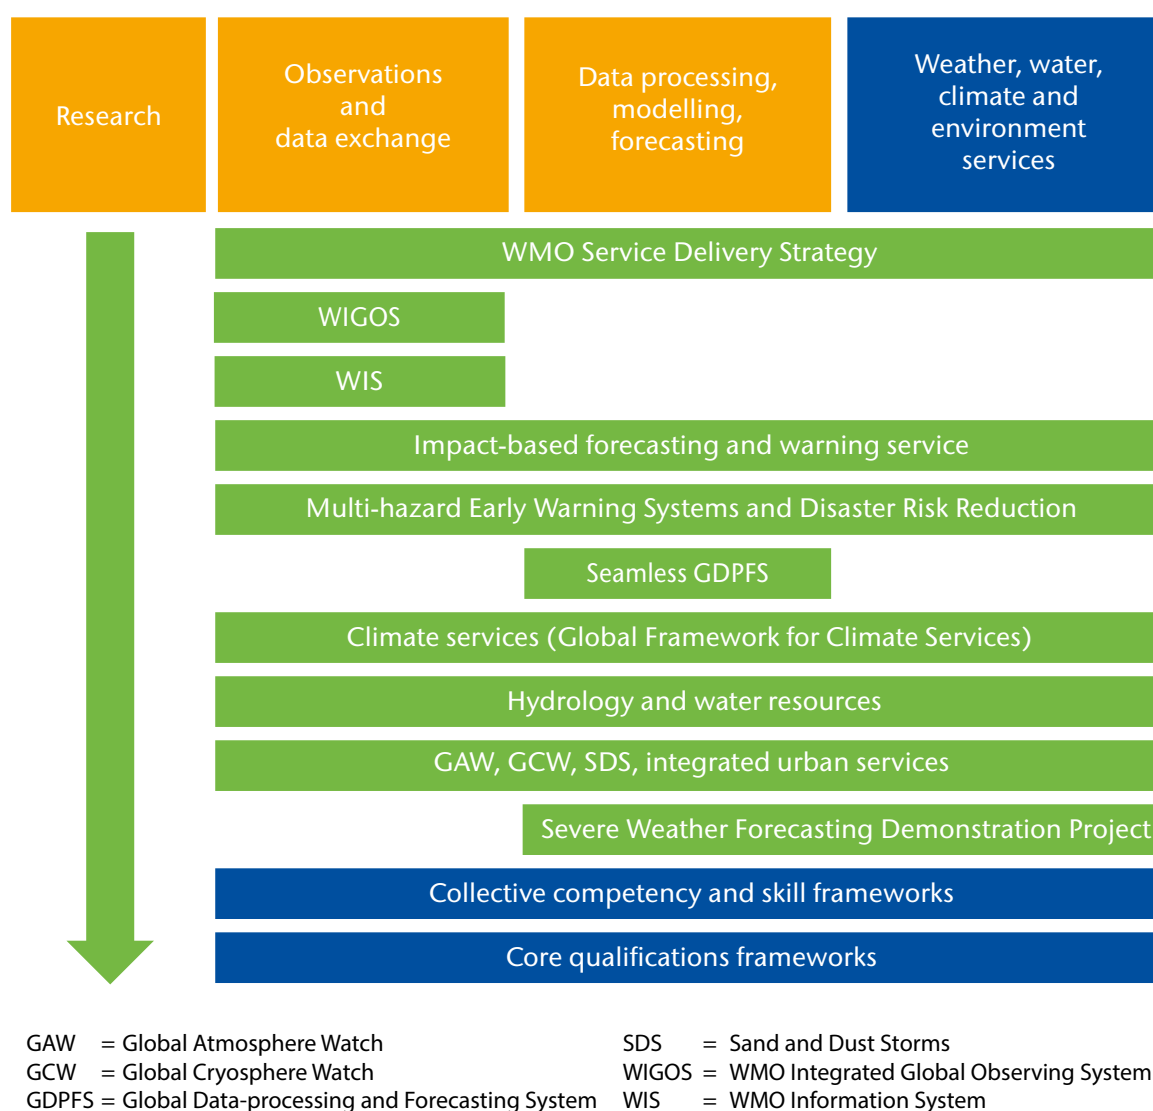 Research
Observations
and
data exchange
Data processing,
modelling,
forecasting
Weather, water,
climate and
environment
services
WMO Service Delivery Strategy
WIGOS
WIS
Impact-based forecasting and warning service
Multi-hazard Early Warning Systems and Disaster Risk Reduction
Seamless GDPFS
Climate services (Global Framework for Climate Services)
Hydrology and water resources
GAW, GCW, SDS, integrated urban services
Severe Weather Forecasting Demonstration Project
Collective competency and skill frameworks
Core qualifications frameworks
GAW = Global Atmosphere Watch
GCW = Global Cryosphere Watch
GDPFS = Global Data-processing and Forecasting System
SDS = Sand and Dust Storms
WIGOS = WMO Integrated Global Observing System
WIS = WMO Information System